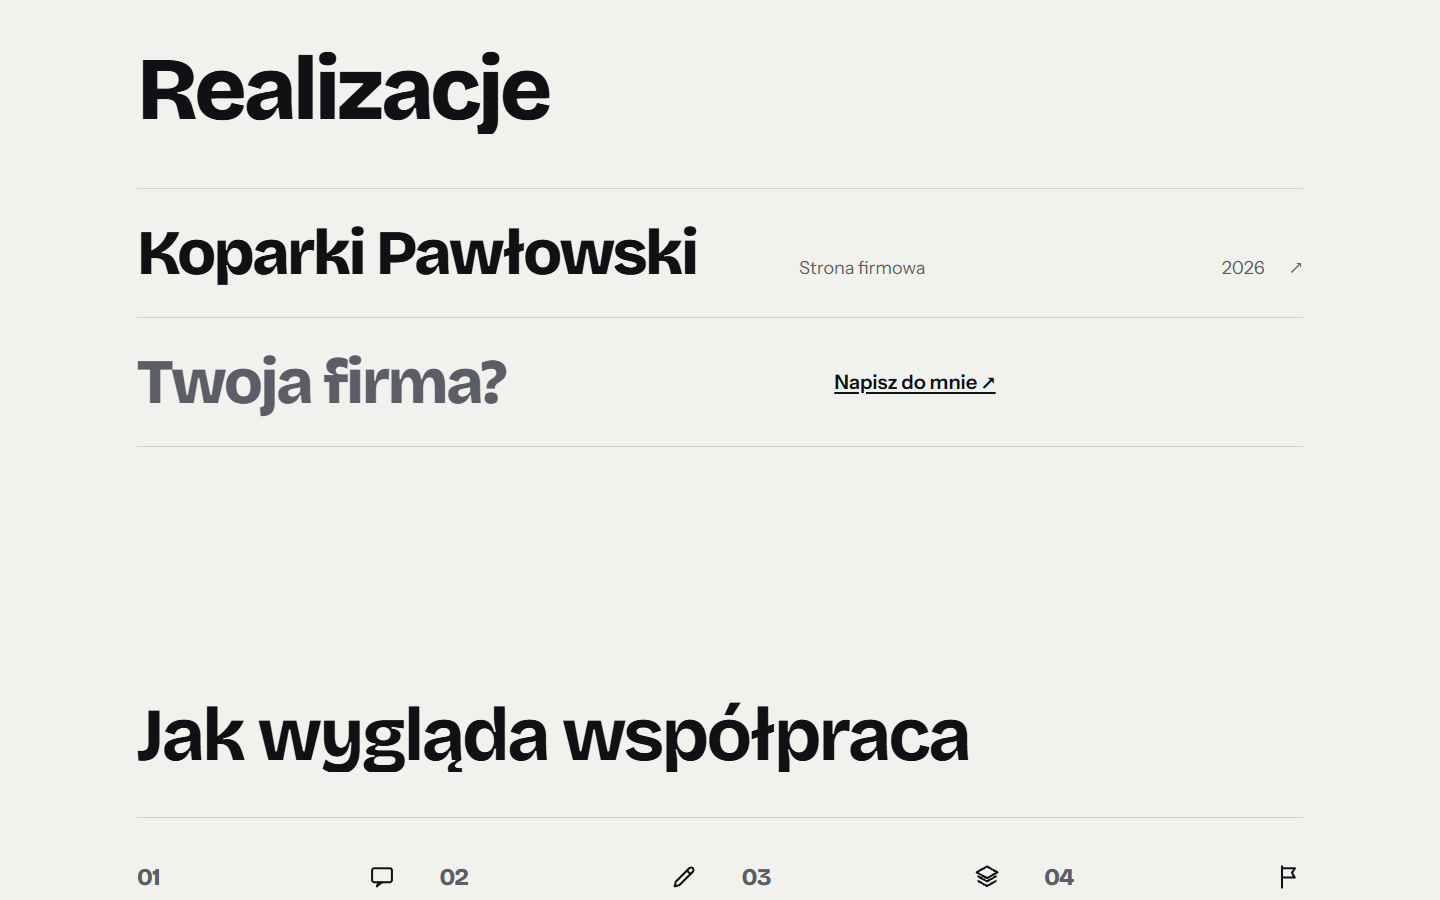 Realizacje
Koparki Pawłowski Strona firmowa 2026 ↗
Twoja firma? Napisz do mnie ↗
Jak wygląda współpraca
01 02 03 04